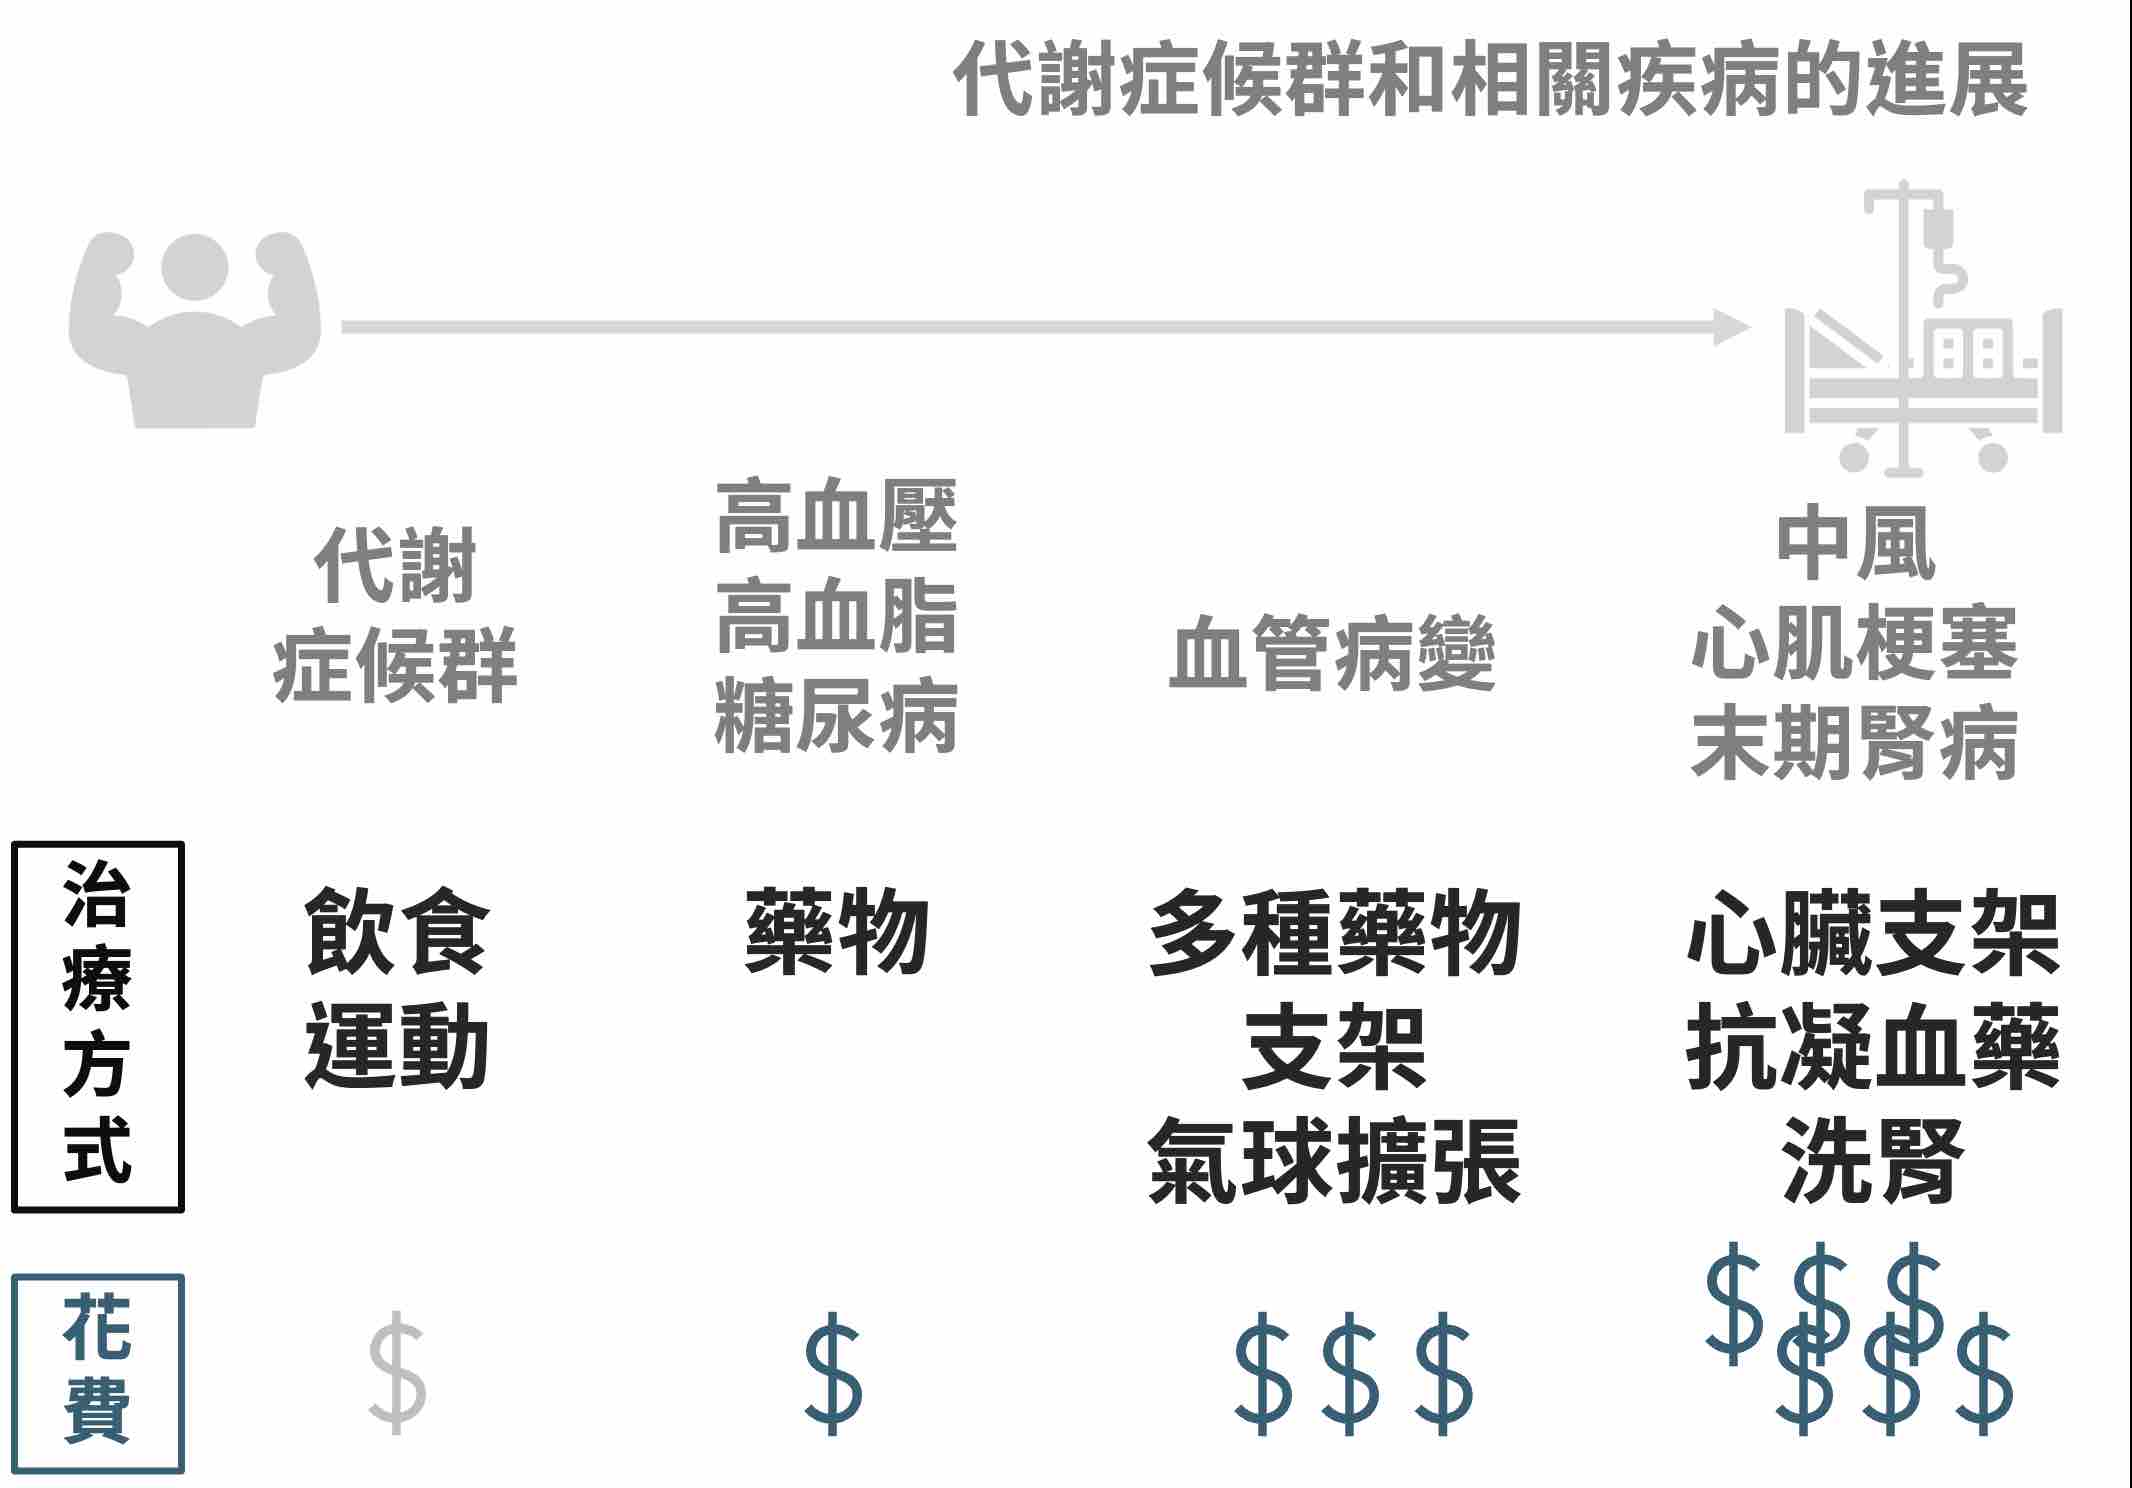 代謝症候群和相關疾病的進展
代謝
症候群
高血壓
高血脂
糖尿病
血管病變
中風
心肌梗塞
末期腎病
治療方式
飲食
運動
藥物
多種藥物
支架
氣球擴張
心臟支架
抗凝血藥
洗腎
花費
$
$
$$$
$$$
$$$